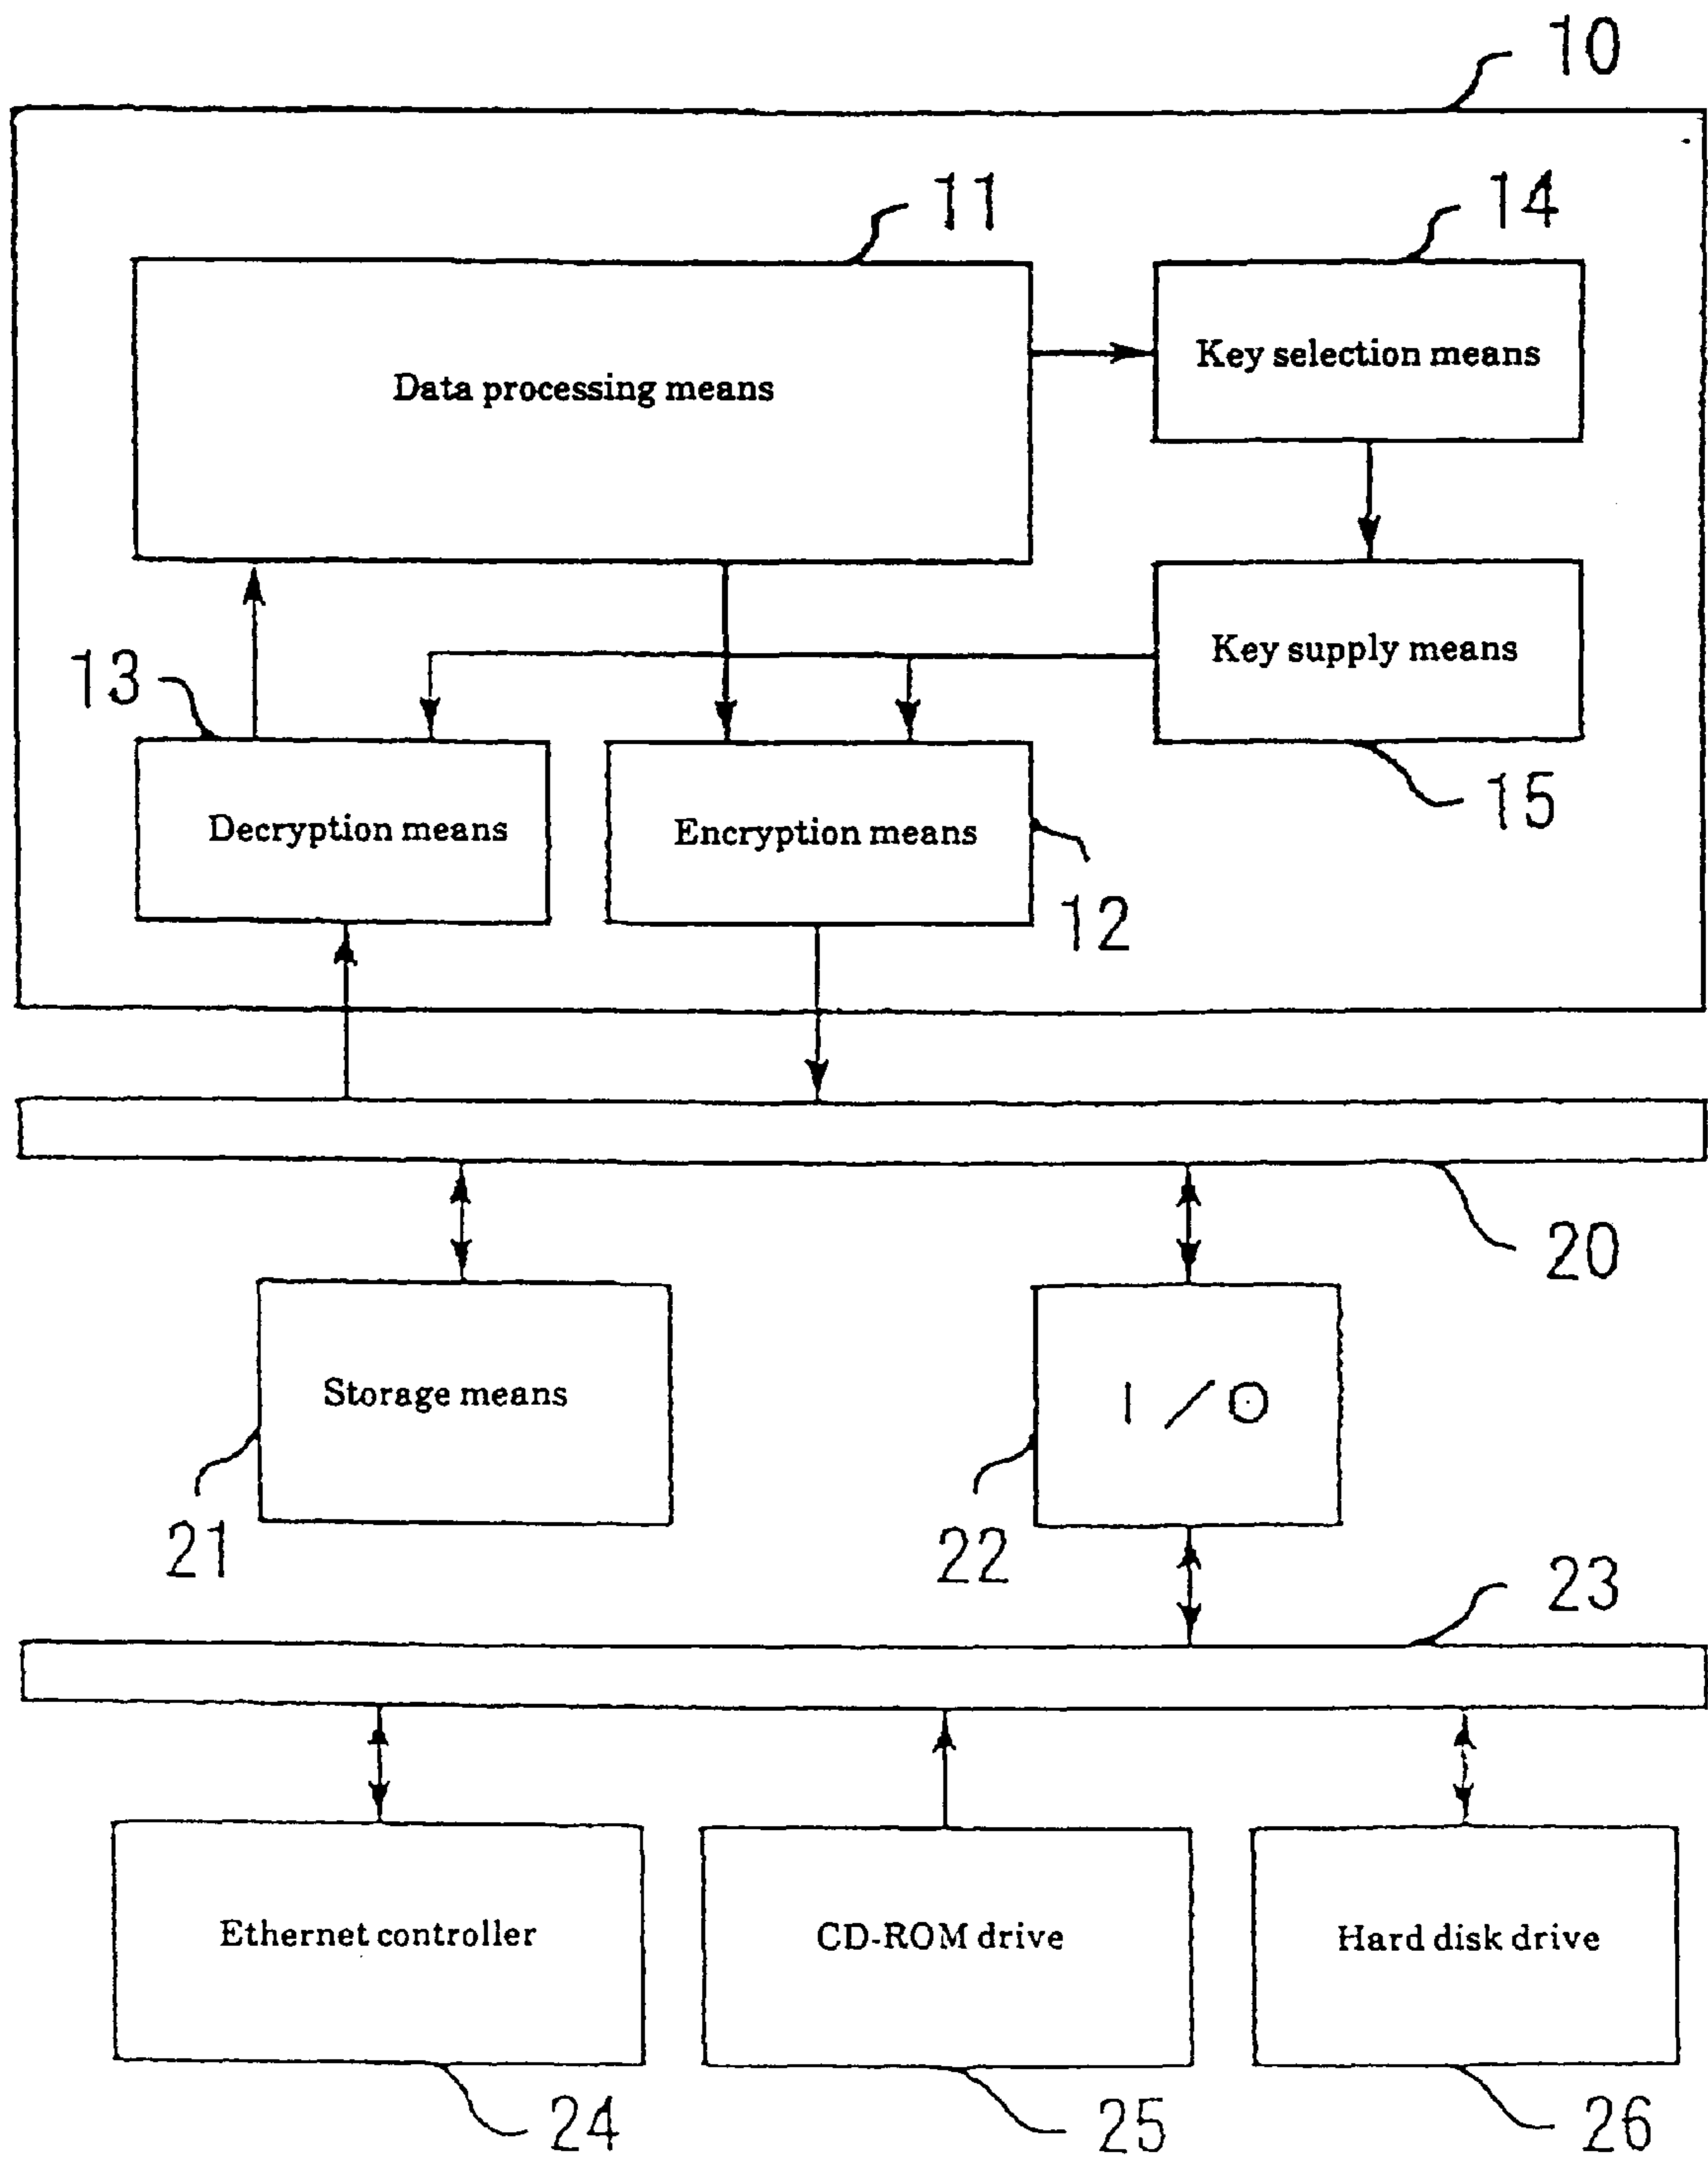 10
11
14
Data processing means
Key selection means
13
Key supply means
15
Decryption means
Encryption means
12
20
Storage means
I/O
21
22
23
Ethernet controller
CD-ROM drive
Hard disk drive
24
25
26